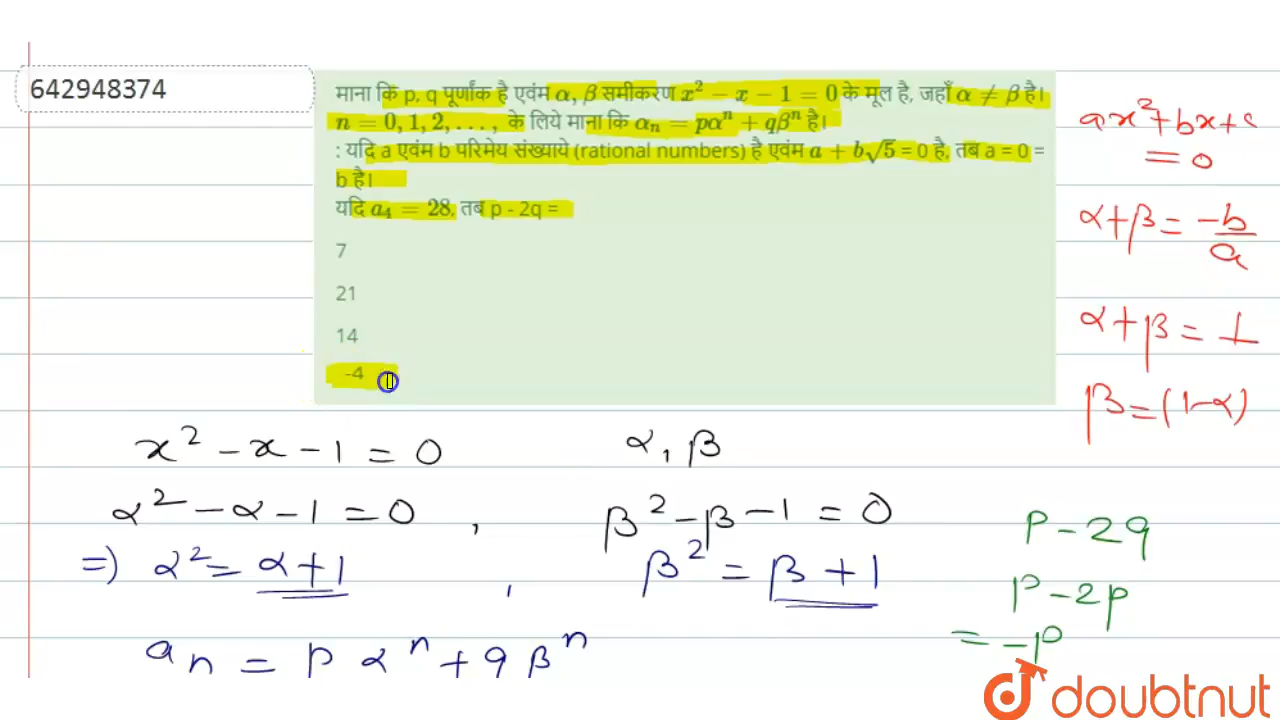 642948374
माना कि p, q पूर्णांक है एवंम α, β समीकरण x² − x − 1 = 0 के मूल है, जहाँ α ≠ β है।
n = 0, 1, 2, ..., के लिये माना कि αₙ = pαⁿ + qβⁿ है।
: यदि a एवंम b परिमेय संख्याये (rational numbers) है एवंम a + b√5 = 0 है, तब a = 0 =
b है।
यदि a₄ = 28, तब p - 2q =
7
21
14
-4
ax² + bx + c
= 0
α + β = -b/a
α + β = 1
β = (1 - α)
x² - x - 1 = 0 α, β
α² - α - 1 = 0 , β² - β - 1 = 0
=) α² = α + 1 , β² = β + 1
aₙ = p αⁿ + q βⁿ
P - 2q
P - 2p
= -P
doubtnut